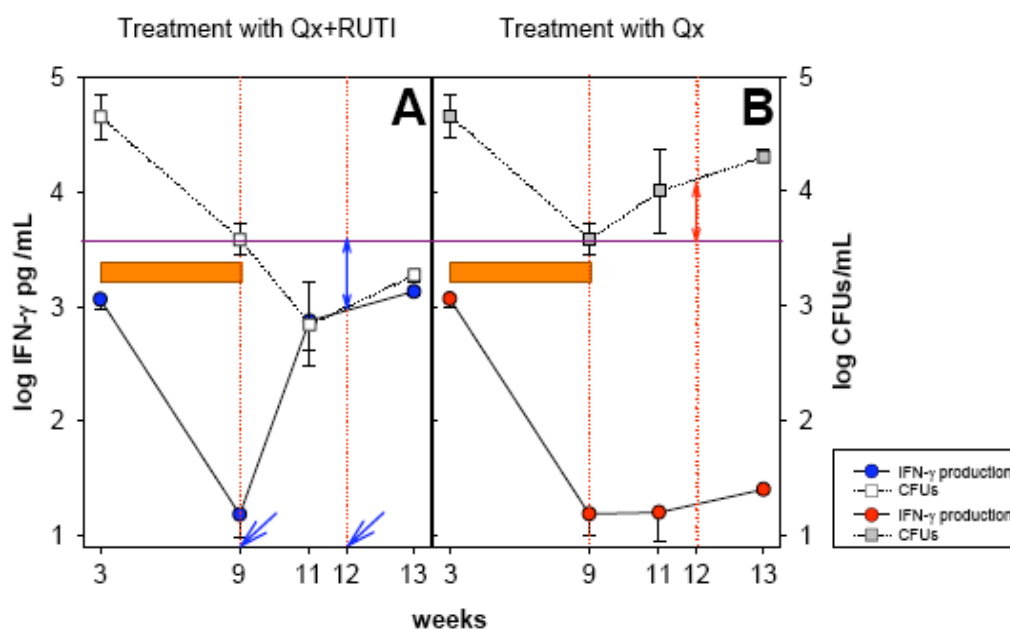 Treatment with Qx+RUTI
Treatment with Qx
A
B
log IFN-γ pg /mL
5
4
3
2
1
5
4
3
2
1
log CFUs/mL
3 9 11 12 13
3 9 11 12 13
weeks
IFN-γ production
CFUs
IFN-γ production
CFUs